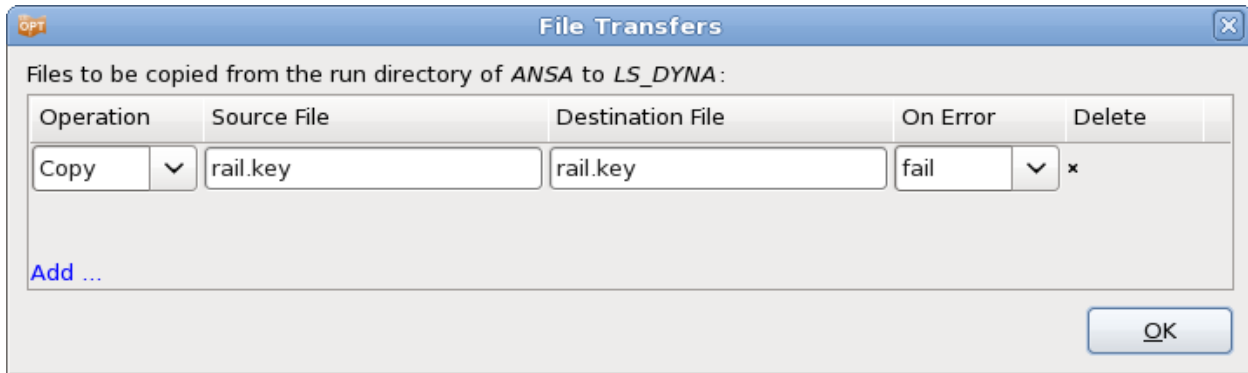 OPT File Transfers
Files to be copied from the run directory of ANSA to LS_DYNA:
Operation Source File Destination File On Error Delete
Copy rail.key rail.key fail ×
Add ...
OK